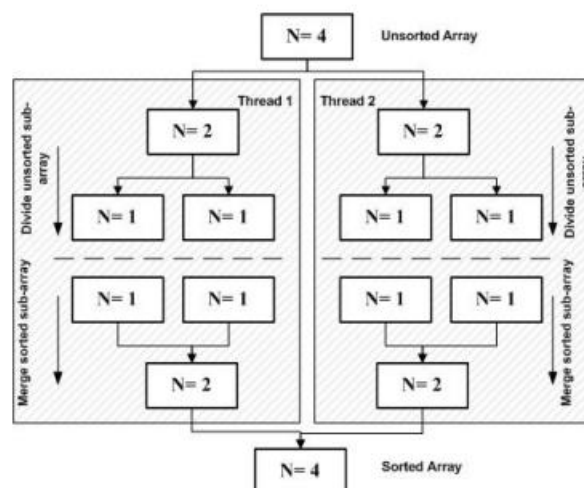 N= 4
Unsorted Array
Thread 1
Thread 2
N= 2
N= 2
Divide unsorted sub-
array
Divide unsorted sub-
N= 1
N= 1
N= 1
N= 1
Merge sorted sub-array
N= 1
N= 1
N= 1
N= 1
Merge sorted sub-array
N= 2
N= 2
N= 4
Sorted Array